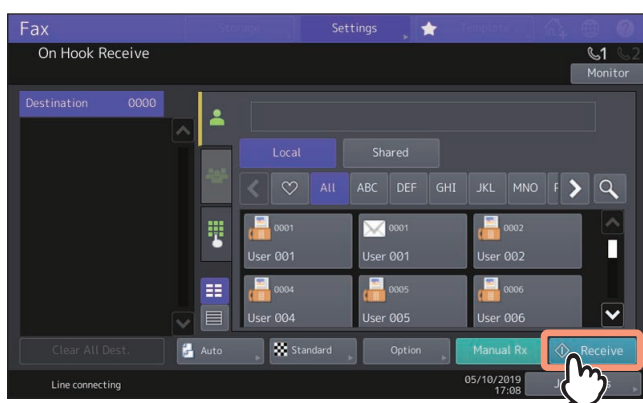 Fax
Settings
On Hook Receive
1 2
Monitor
Destination 0000
Local Shared
All ABC DEF GHI JKL MNO
0001 0001 0002
User 001 User 001 User 002
0004 0005 0006
User 004 User 005 User 006
Clear All Dest. Auto Standard Option Manual Rx Receive
Line connecting
05/10/2019
17:08